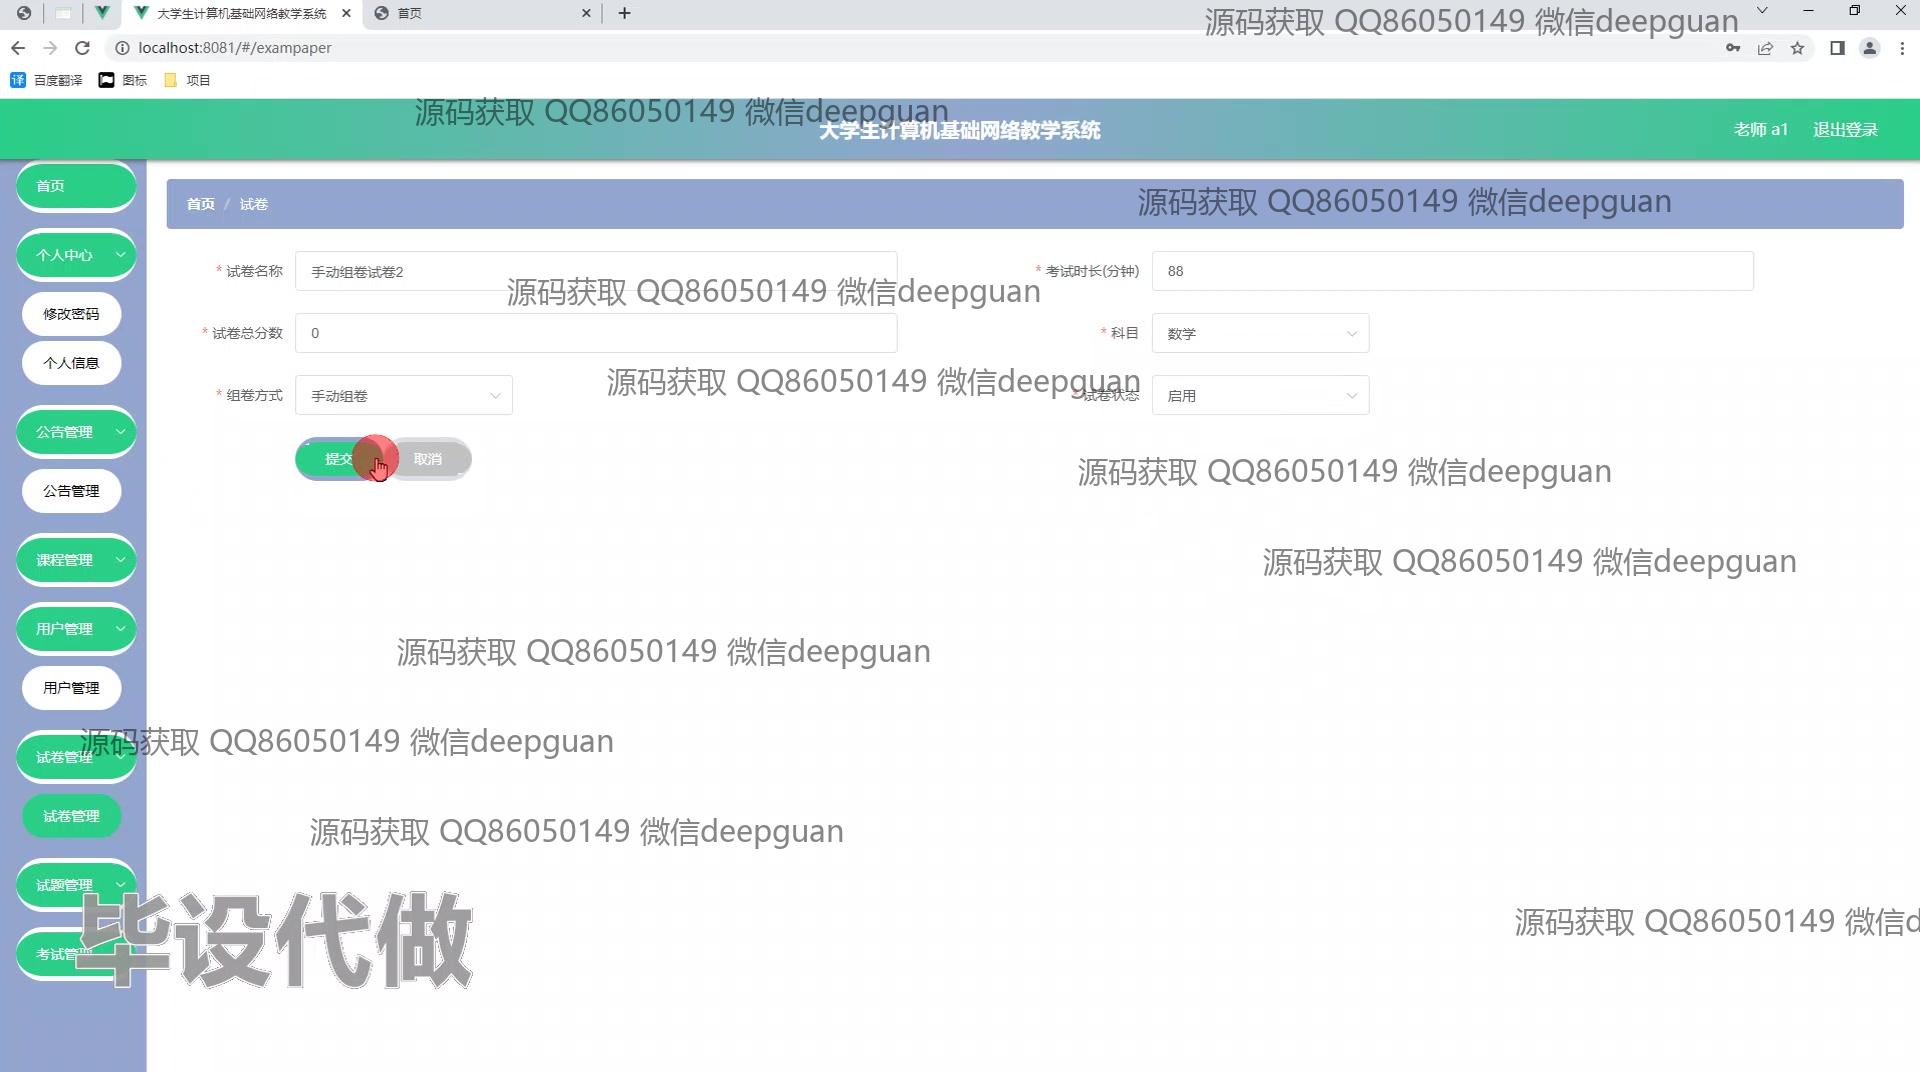 大学生计算机基础网络教学系统
首页
源码获取 QQ86050149 微信deepguan
localhost:8081/#/exampaper
译 百度翻译
图标
项目
源码获取 QQ86050149 微信deepguan
大学生计算机基础网络教学系统
老师 a1
退出登录
首页
首页 / 试卷
源码获取 QQ86050149 微信deepguan
个人中心
* 试卷名称
手动组卷试卷2
* 考试时长(分钟)
88
源码获取 QQ86050149 微信deepguan
修改密码
* 试卷总分数
0
* 科目
数学
个人信息
源码获取 QQ86050149 微信deepguan
* 组卷方式
手动组卷
* 试卷状态
启用
公告管理
提交
取消
源码获取 QQ86050149 微信deepguan
公告管理
课程管理
源码获取 QQ86050149 微信deepguan
用户管理
源码获取 QQ86050149 微信deepguan
用户管理
源码获取 QQ86050149 微信deepguan
试卷管理
试卷管理
源码获取 QQ86050149 微信deepguan
试题管理
毕设代做
源码获取 QQ86050149 微信d
考试管理